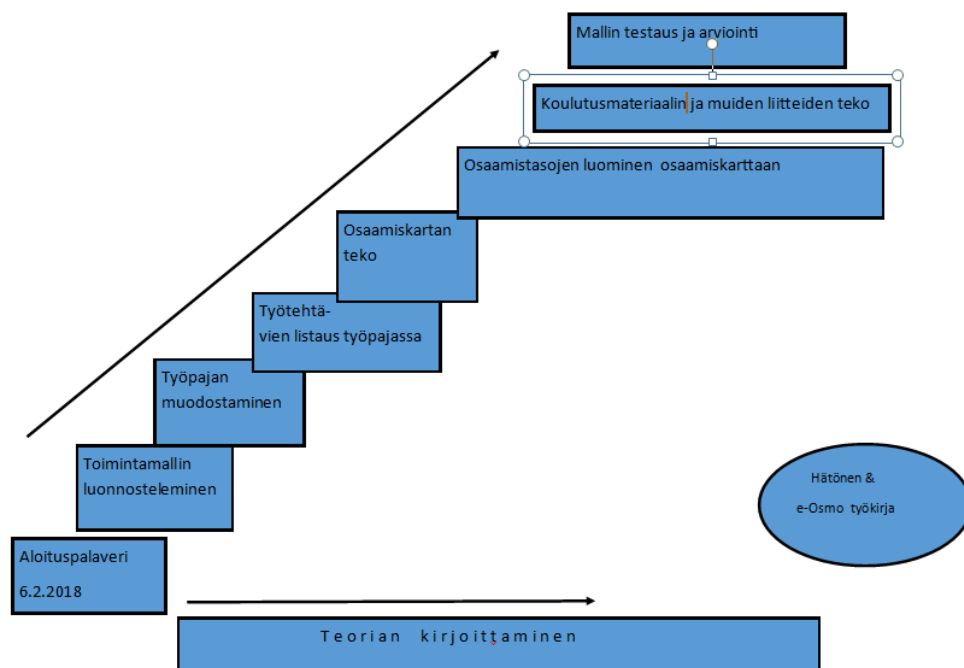 Mallin testaus ja arviointi
Koulutusmateriaalin ja muiden liitteiden teko
Osaamistasojen luominen osaamiskarttaan
Osaamiskartan
teko
Työtehtä-
vien listaus työpajassa
Työpajan
muodostaminen
Toimintamallin
luonnosteleminen
Hätönen &
e-Osmo työkirja
Aloituspalaveri
6.2.2018
Teorian kirjoittaminen